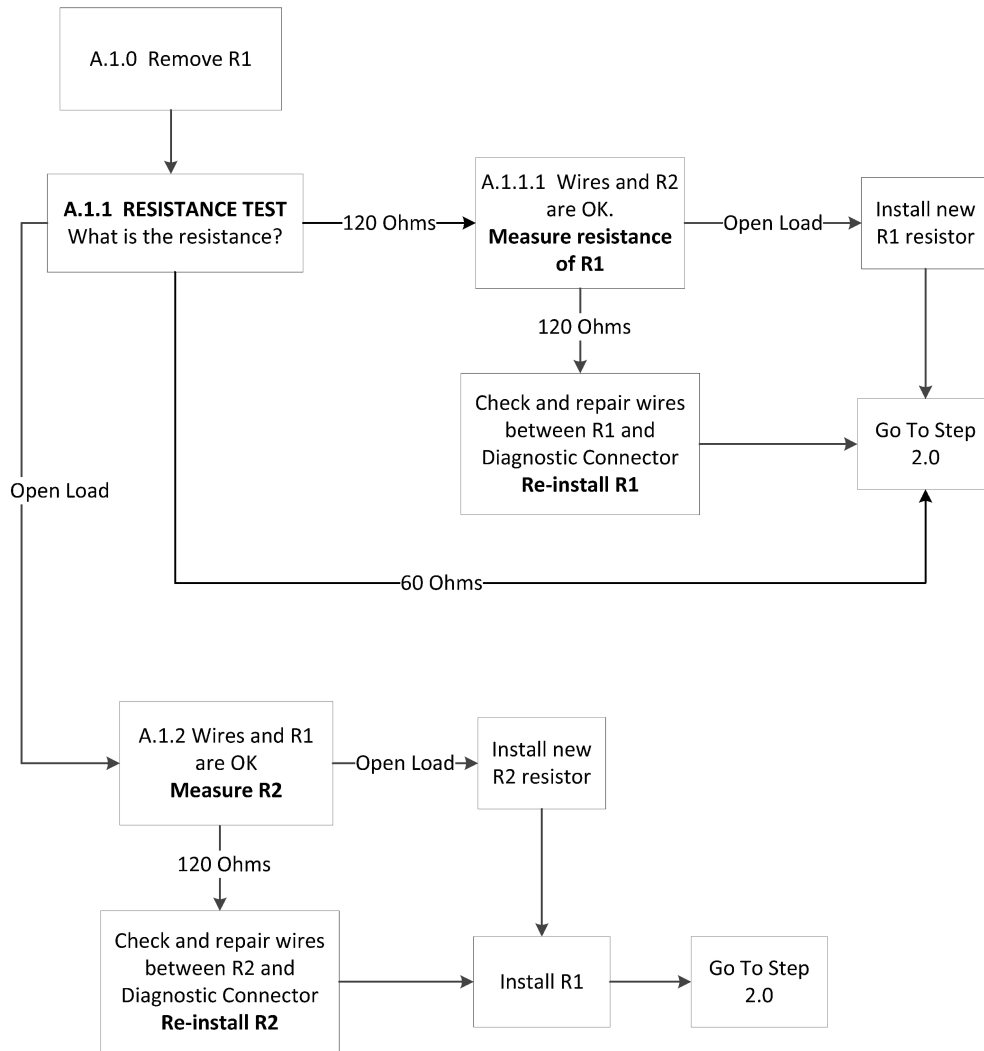 A.1.0  Remove R1
A.1.1  RESISTANCE TEST
What is the resistance?
120 Ohms
A.1.1.1  Wires and R2
are OK.
Measure resistance
of R1
Open Load
Install new
R1 resistor
120 Ohms
Check and repair wires
between R1 and
Diagnostic Connector
Re-install R1
Go To Step
2.0
Open Load
60 Ohms
A.1.2 Wires and R1
are OK
Measure R2
Open Load
Install new
R2 resistor
120 Ohms
Check and repair wires
between R2 and
Diagnostic Connector
Re-install R2
Install R1
Go To Step
2.0